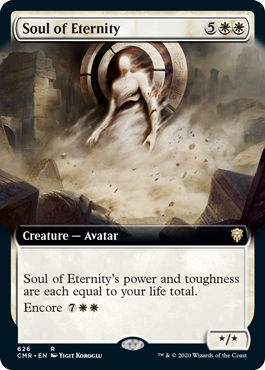 Soul of Eternity 5
Creature — Avatar
Soul of Eternity's power and toughness
are each equal to your life total.
Encore 7
*/*
626 R
CMR • EN YIGIT KOROGLU
™ & © 2020 Wizards of the Coast